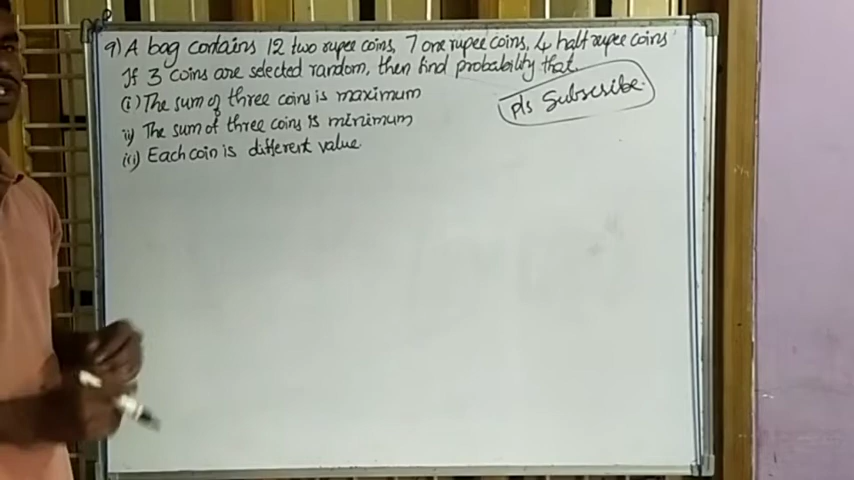 9) A bag contains 12 two rupee coins, 7 one rupee coins, 4 half rupee coins
If 3 coins are selected random, then find probability that
(i) The sum of three coins is maximum
ii) The sum of three coins is minimum
(iii) Each coin is different value.
pls Subscribe.